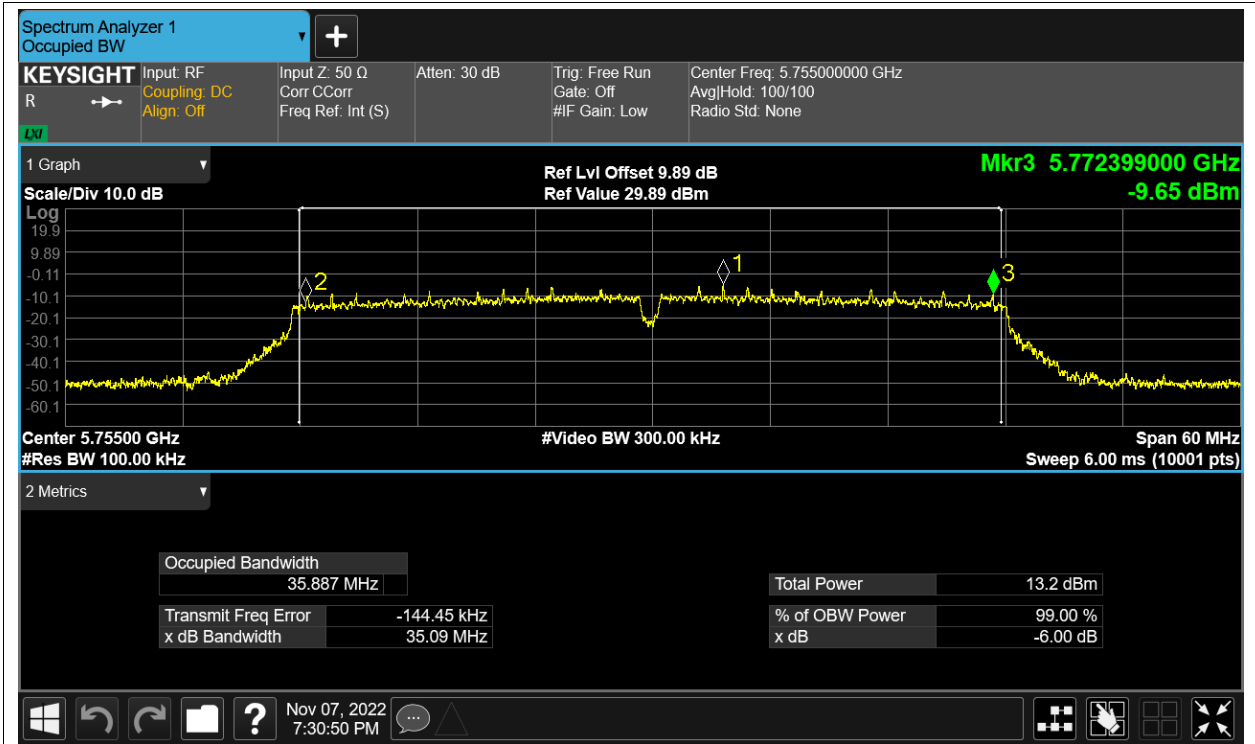 Spectrum Analyzer 1
Occupied BW
KEYSIGHT
R
LXI
Input: RF
Coupling: DC
Align: Off
Input Z: 50 Ω
Corr CCorr
Freq Ref: Int (S)
Atten: 30 dB
Trig: Free Run
Gate: Off
#IF Gain: Low
Center Freq: 5.755000000 GHz
Avg|Hold: 100/100
Radio Std: None
1 Graph
Scale/Div 10.0 dB
Ref Lvl Offset 9.89 dB
Ref Value 29.89 dBm
Mkr3 5.772399000 GHz
-9.65 dBm
Log
19.9
9.89
-0.11
-10.1
-20.1
-30.1
-40.1
-50.1
-60.1
2
1
3
Center 5.75500 GHz
#Video BW 300.00 kHz
Span 60 MHz
#Res BW 100.00 kHz
Sweep 6.00 ms (10001 pts)
2 Metrics
Occupied Bandwidth
35.887 MHz
Total Power 13.2 dBm
Transmit Freq Error -144.45 kHz
% of OBW Power 99.00 %
x dB Bandwidth 35.09 MHz
x dB -6.00 dB
?
Nov 07, 2022
7:30:50 PM